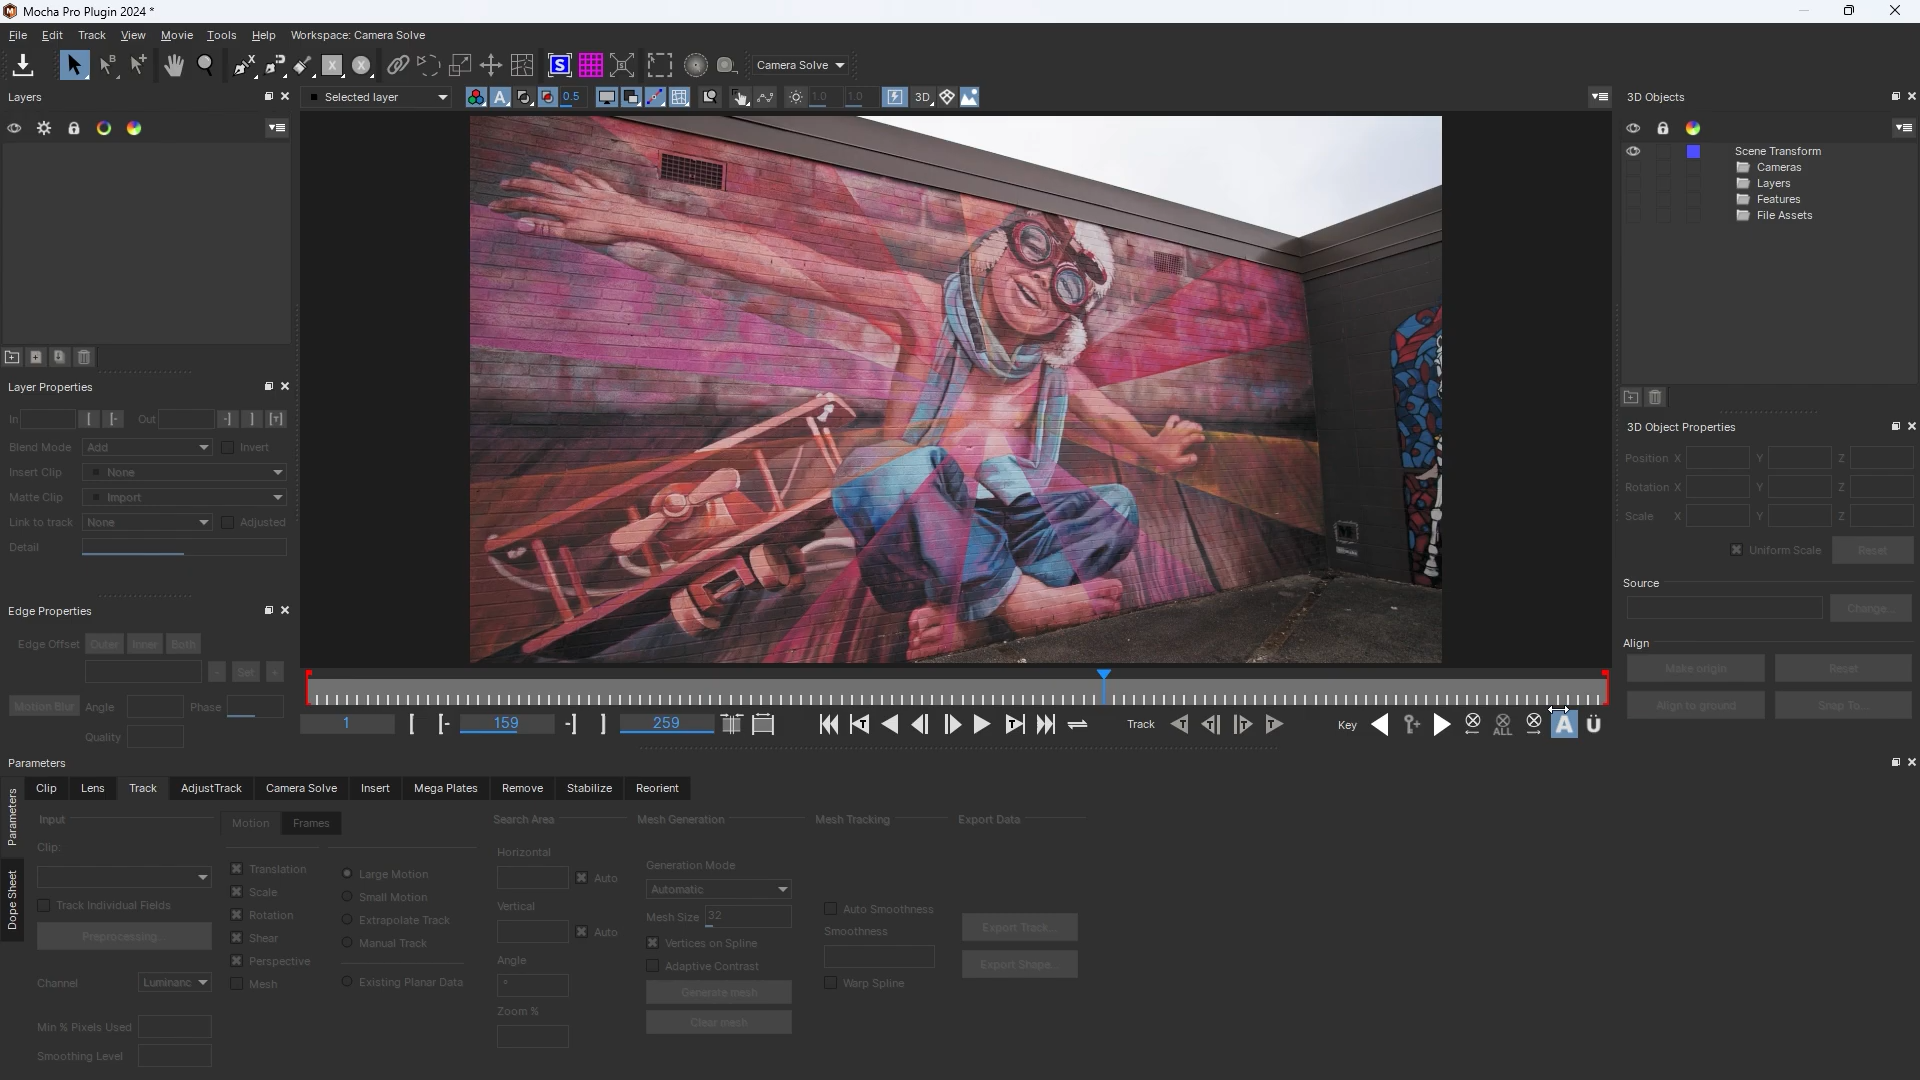 Mocha Pro Plugin 2024 *
File Edit Track View Movie Tools Help Workspace: Camera Solve
Camera Solve
Layers
Selected layer
0.5
1.0 1.0
3D
3D Objects
Scene Transform
Cameras
Layers
Features
File Assets
Layer Properties
In Out
Blend Mode Add Invert
Insert Clip None
Matte Clip Import
Link to track None Adjusted
Detail
3D Object Properties
Position X Y Z
Rotation X Y Z
Scale X Y Z
Uniform Scale Reset
Source
Change...
Align
Make origin Reset
Align to ground Snap To...
Edge Properties
Edge Offset Outer Inner Both
- Set +
Motion Blur Angle Phase
Quality
1 159 259 Track Key ALL A Ü
Parameters
Parameters
Dope Sheet
Clip Lens Track AdjustTrack Camera Solve Insert Mega Plates Remove Stabilize Reorient
Input
Clip:
Track Individual Fields
Preprocessing...
Channel Luminanc
Min % Pixels Used
Smoothing Level
Motion Frames
Translation
Scale
Rotation
Shear
Perspective
Mesh
Large Motion
Small Motion
Extrapolate Track
Manual Track
Existing Planar Data
Search Area
Horizontal
Auto
Vertical
Auto
Angle
°
Zoom %
Mesh Generation
Generation Mode
Automatic
Mesh Size 32
Vertices on Spline
Adaptive Contrast
Generate mesh
Clear mesh
Mesh Tracking
Auto Smoothness
Smoothness
Warp Spline
Export Data
Export Track...
Export Shape...